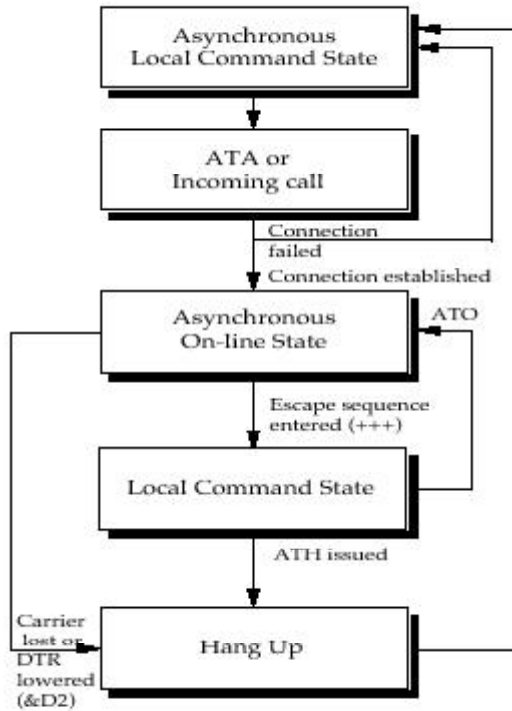 Asynchronous
Local Command State
ATA or
Incoming call
Connection
failed
Connection established
Asynchronous
On-line State
ATO
Escape sequence
entered (+++)
Local Command State
ATH issued
Carrier
lost or
DTR
lowered
(&D2)
Hang Up